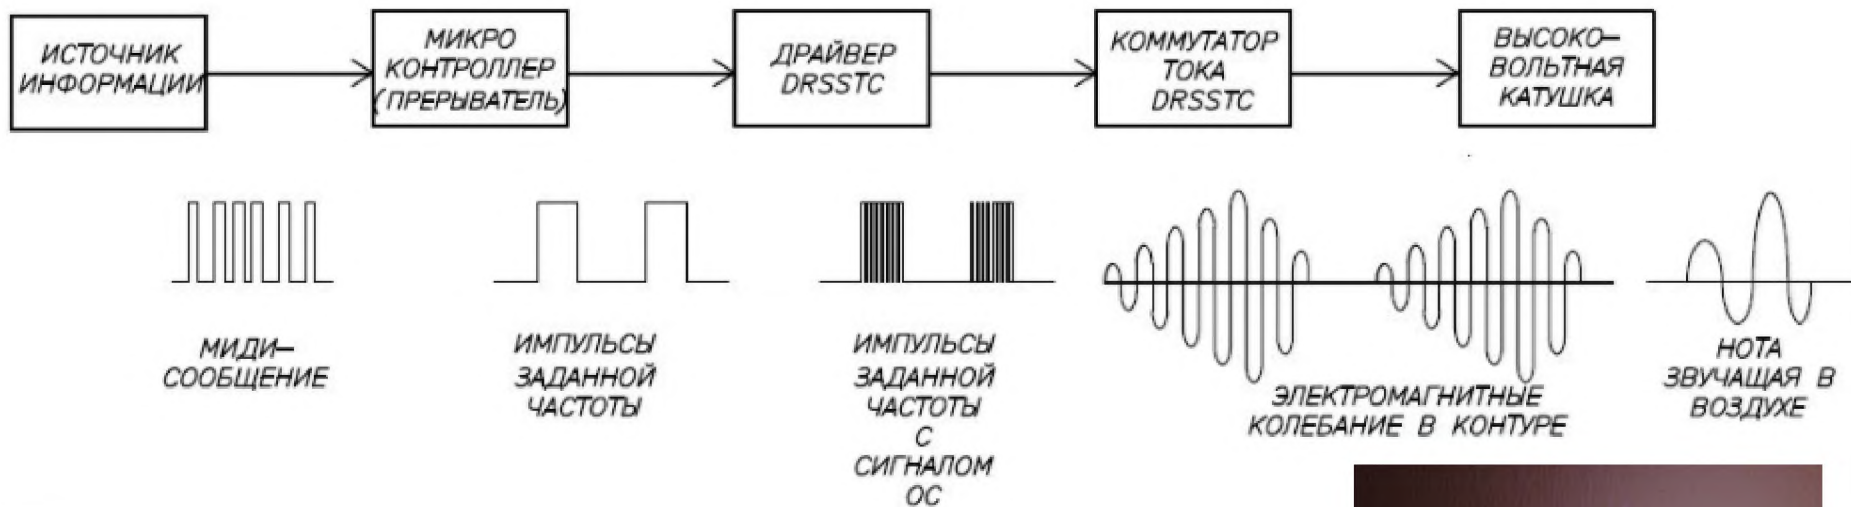 ИСТОЧНИК
ИНФОРМАЦИИ
МИКРО
КОНТРОЛЛЕР
(ПРЕРЫВАТЕЛЬ)
ДРАЙВЕР
DRSSTC
КОММУТАТОР
ТОКА
DRSSTC
ВЫСОКО—
ВОЛЬТНАЯ
КАТУШКА
МИДИ—
СООБЩЕНИЕ
ИМПУЛЬСЫ
ЗАДАННОЙ
ЧАСТОТЫ
ИМПУЛЬСЫ
ЗАДАННОЙ
ЧАСТОТЫ
С
СИГНАЛОМ
ОС
ЭЛЕКТРОМАГНИТНЫЕ
КОЛЕБАНИЕ В КОНТУРЕ
НОТА
ЗВУЧАЩАЯ В
ВОЗДУХЕ